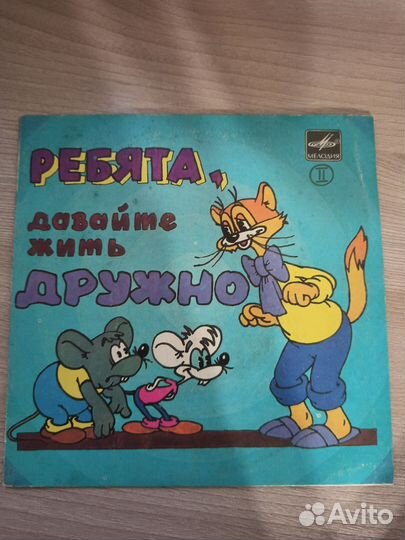 РЕБЯТА,
МЕЛОДИЯ
II
давайте
жить
ДРУЖНО
Avito